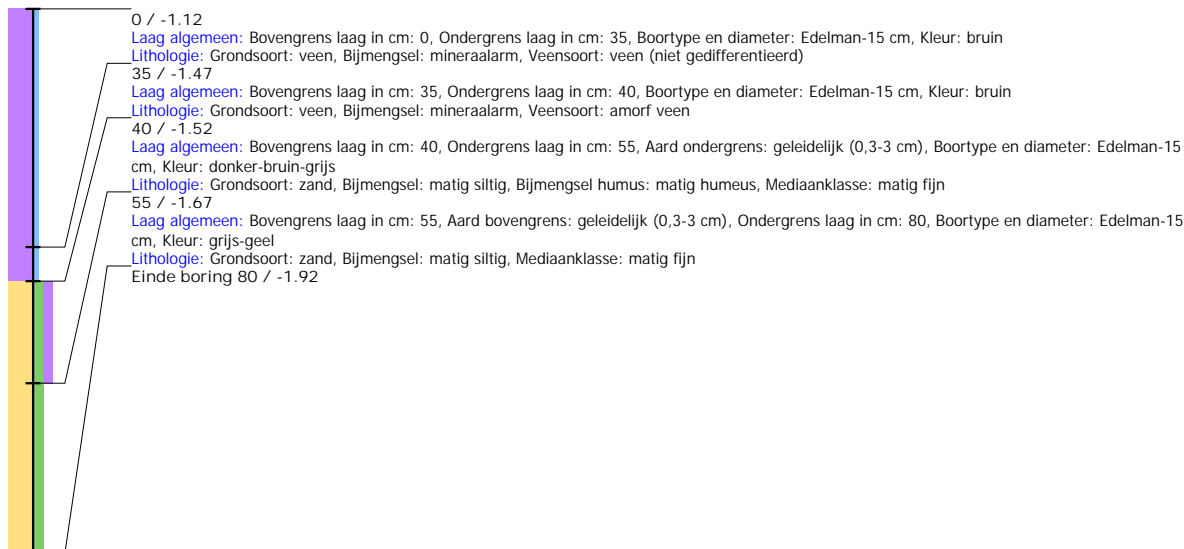 0 / -1.12
Laag algemeen: Bovengrens laag in cm: 0, Ondergrens laag in cm: 35, Boortype en diameter: Edelman-15 cm, Kleur: bruin
Lithologie: Grondsoort: veen, Bijmengsel: mineraalarm, Veensoort: veen (niet gedifferentieerd)
35 / -1.47
Laag algemeen: Bovengrens laag in cm: 35, Ondergrens laag in cm: 40, Boortype en diameter: Edelman-15 cm, Kleur: bruin
Lithologie: Grondsoort: veen, Bijmengsel: mineraalarm, Veensoort: amorf veen
40 / -1.52
Laag algemeen: Bovengrens laag in cm: 40, Ondergrens laag in cm: 55, Aard ondergrens: geleidelijk (0,3-3 cm), Boortype en diameter: Edelman-15
cm, Kleur: donker-bruin-grijs
Lithologie: Grondsoort: zand, Bijmengsel: matig siltig, Bijmengsel humus: matig humeus, Mediaanklasse: matig fijn
55 / -1.67
Laag algemeen: Bovengrens laag in cm: 55, Aard bovengrens: geleidelijk (0,3-3 cm), Ondergrens laag in cm: 80, Boortype en diameter: Edelman-15
cm, Kleur: grijs-geel
Lithologie: Grondsoort: zand, Bijmengsel: matig siltig, Mediaanklasse: matig fijn
Einde boring 80 / -1.92